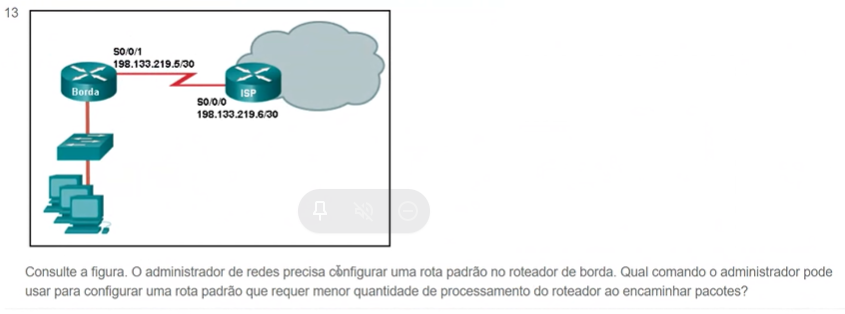 13
S0/0/1
198.133.219.5/30
Borda
ISP
S0/0/0
198.133.219.6/30
Consulte a figura. O administrador de redes precisa configurar uma rota padrão no roteador de borda. Qual comando o administrador pode
usar para configurar uma rota padrão que requer menor quantidade de processamento do roteador ao encaminhar pacotes?